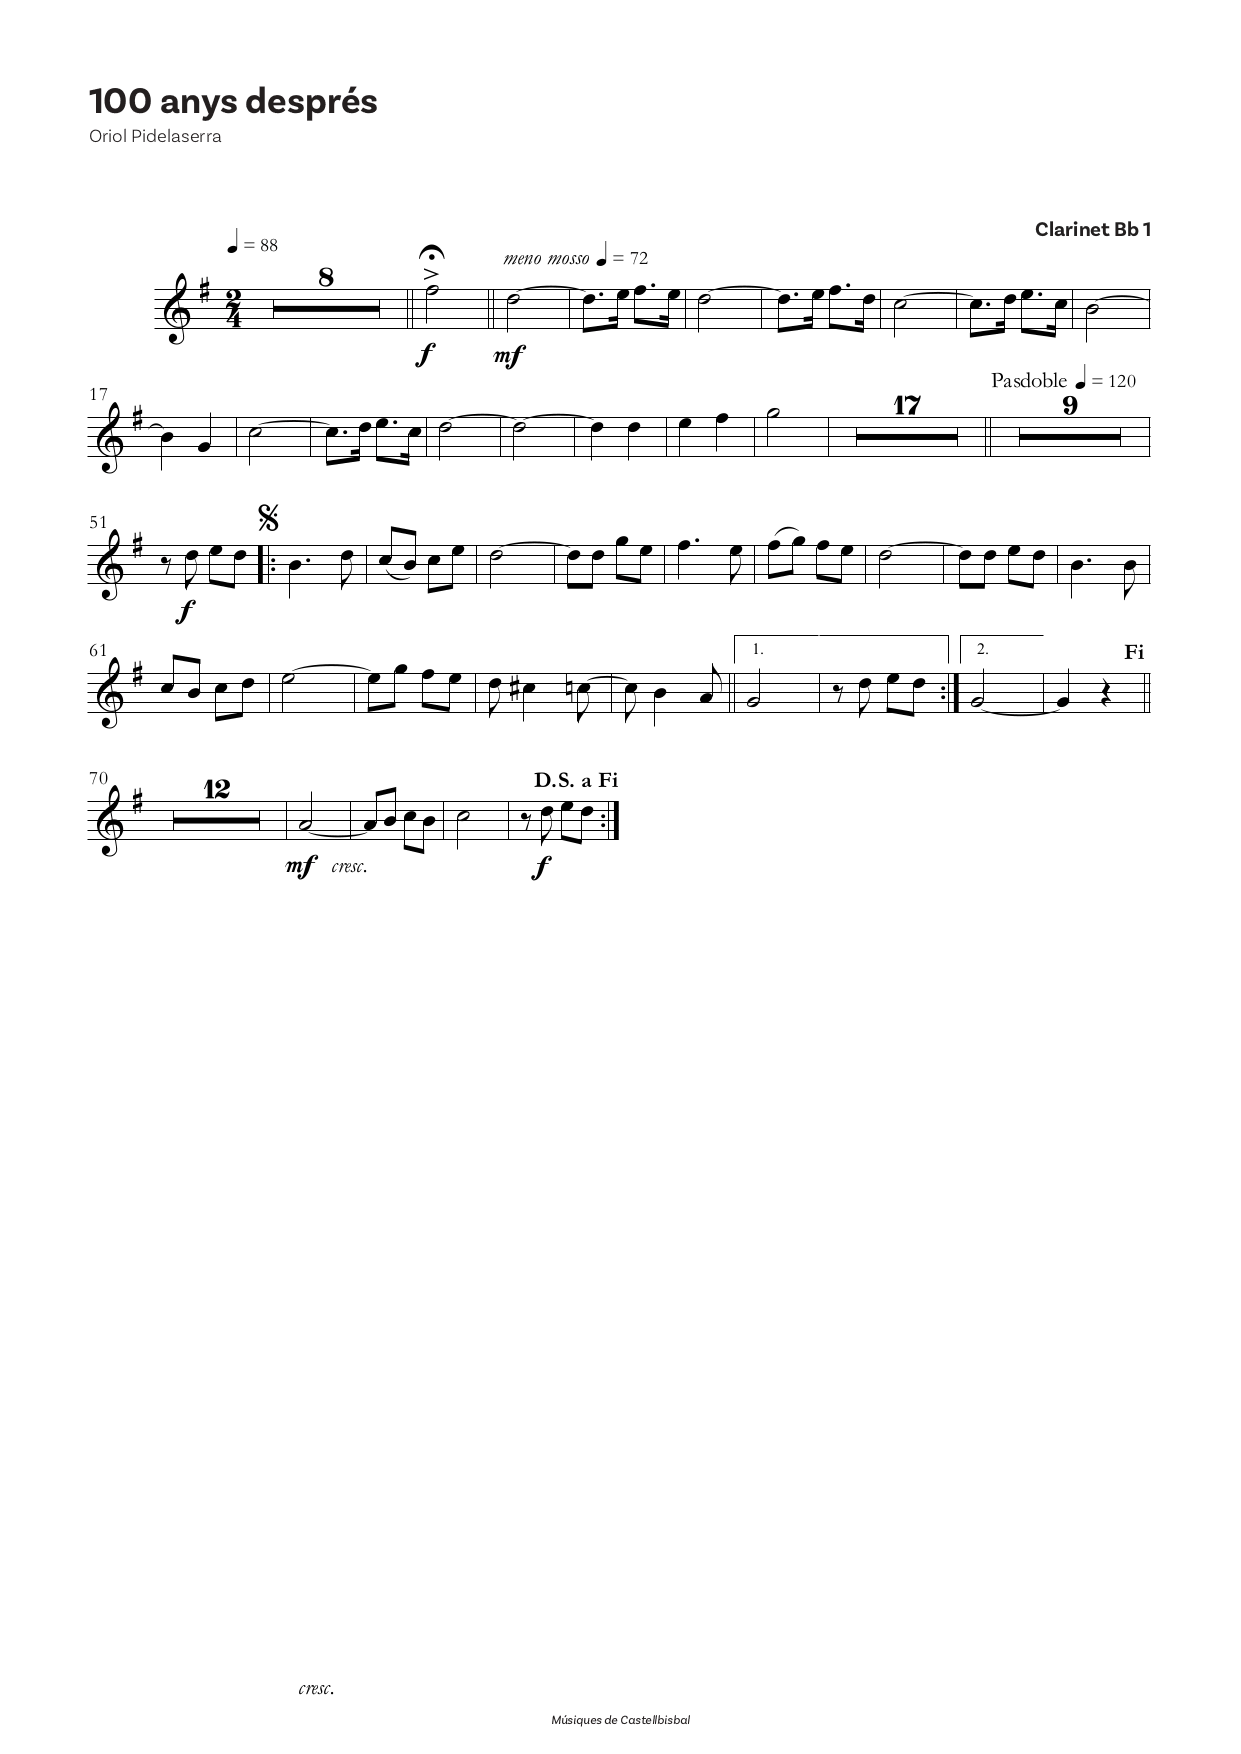 100 anys després
Oriol Pidelaserra
Clarinet Bb 1
= 88
8
meno mosso = 72
2
4
f
mf
17
17
Pasdoble = 120
9
51
f
61
1.
2.
Fi
70
12
D.S. a Fi
mf cresc.
f
cresc.
Músiques de Castellbisbal